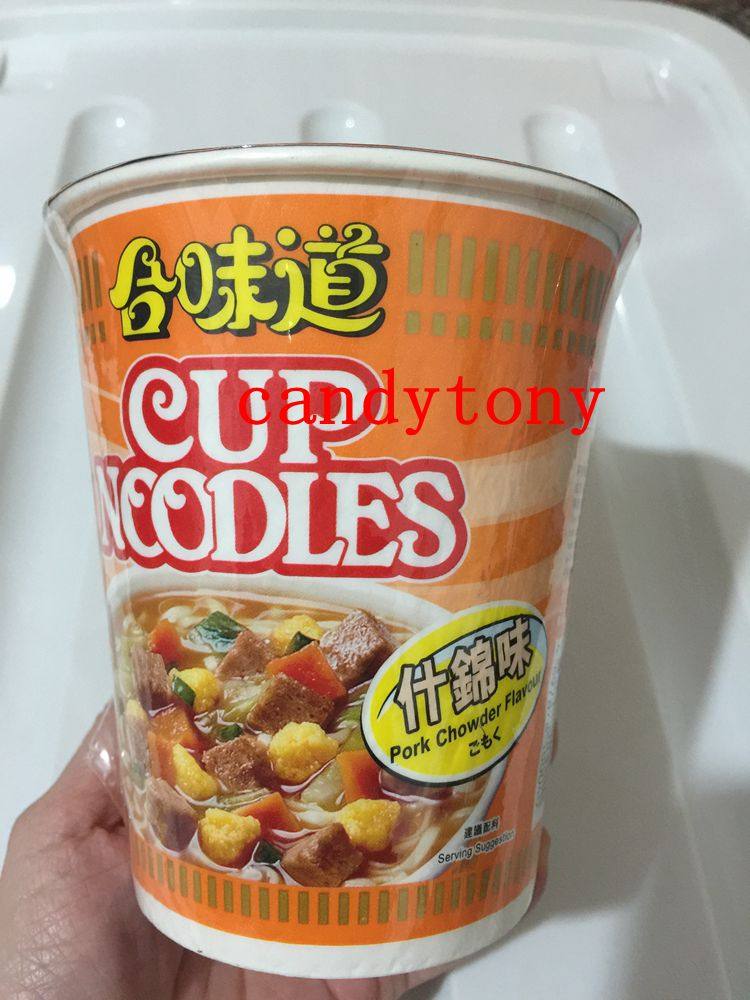 合味道
CUP
candytony
NOODLES
什錦味
Pork Chowder Flavour
ごもく
建議配料
Serving Suggestion